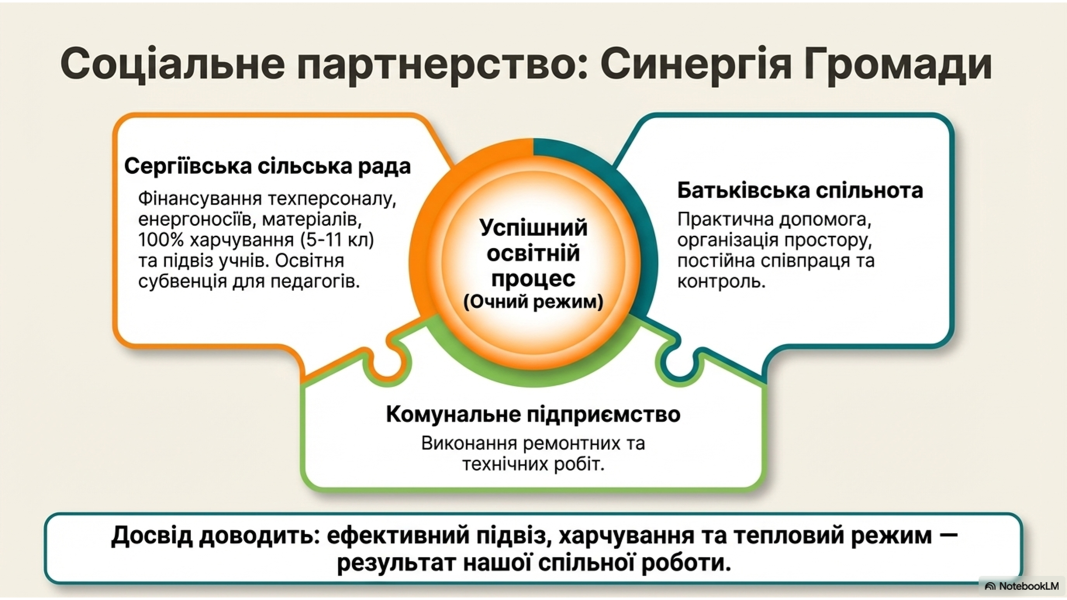 Соціальне партнерство: Синергія Громади
Сергіївська сільська рада
Фінансування техперсоналу,
енергоносіїв, матеріалів,
100% харчування (5-11 кл)
та підвіз учнів. Освітня
субвенція для педагогів.
Успішний
освітній
процес
(Очний режим)
Батьківська спільнота
Практична допомога,
організація простору,
постійна співпраця та
контроль.
Комунальне підприємство
Виконання ремонтних та
технічних робіт.
Досвід доводить: ефективний підвіз, харчування та тепловий режим —
результат нашої спільної роботи.
NotebookLM